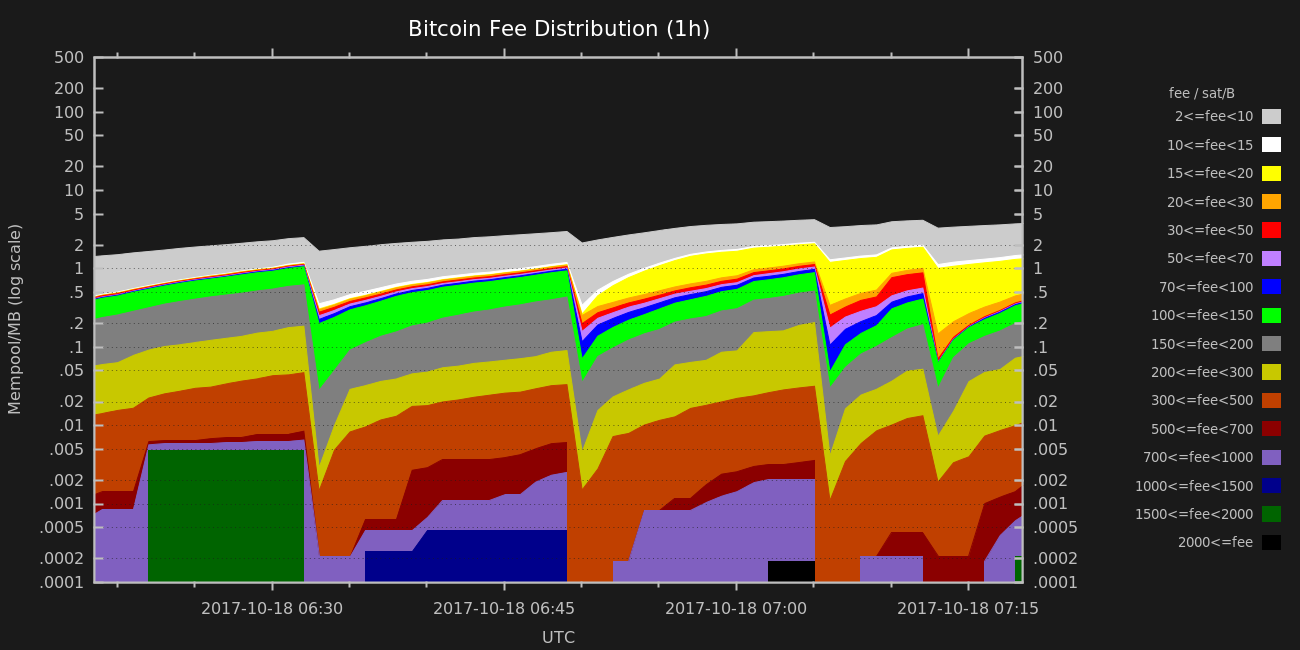 Bitcoin Fee Distribution (1h)
500
200
100
50
20
10
5
2
1
.5
.2
.1
.05
.02
.01
.005
.002
.001
.0005
.0002
.0001
Mempool/MB (log scale)
500
200
100
50
20
10
5
2
1
.5
.2
.1
.05
.02
.01
.005
.002
.001
.0005
.0002
.0001
2017-10-18 06:30
2017-10-18 06:45
2017-10-18 07:00
2017-10-18 07:15
UTC
fee / sat/B
2<=fee<10
10<=fee<15
15<=fee<20
20<=fee<30
30<=fee<50
50<=fee<70
70<=fee<100
100<=fee<150
150<=fee<200
200<=fee<300
300<=fee<500
500<=fee<700
700<=fee<1000
1000<=fee<1500
1500<=fee<2000
2000<=fee